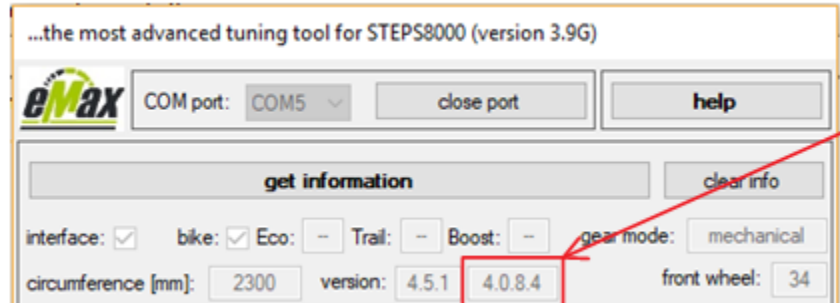 ...the most advanced tuning tool for STEPS8000 (version 3.9G)
eMax COM port: COM5 close port help
get information clear info
interface: bike: Eco: -- Trail: -- Boost: -- gear mode: mechanical
circumference [mm]: 2300 version: 4.5.1 4.0.8.4 front wheel: 34